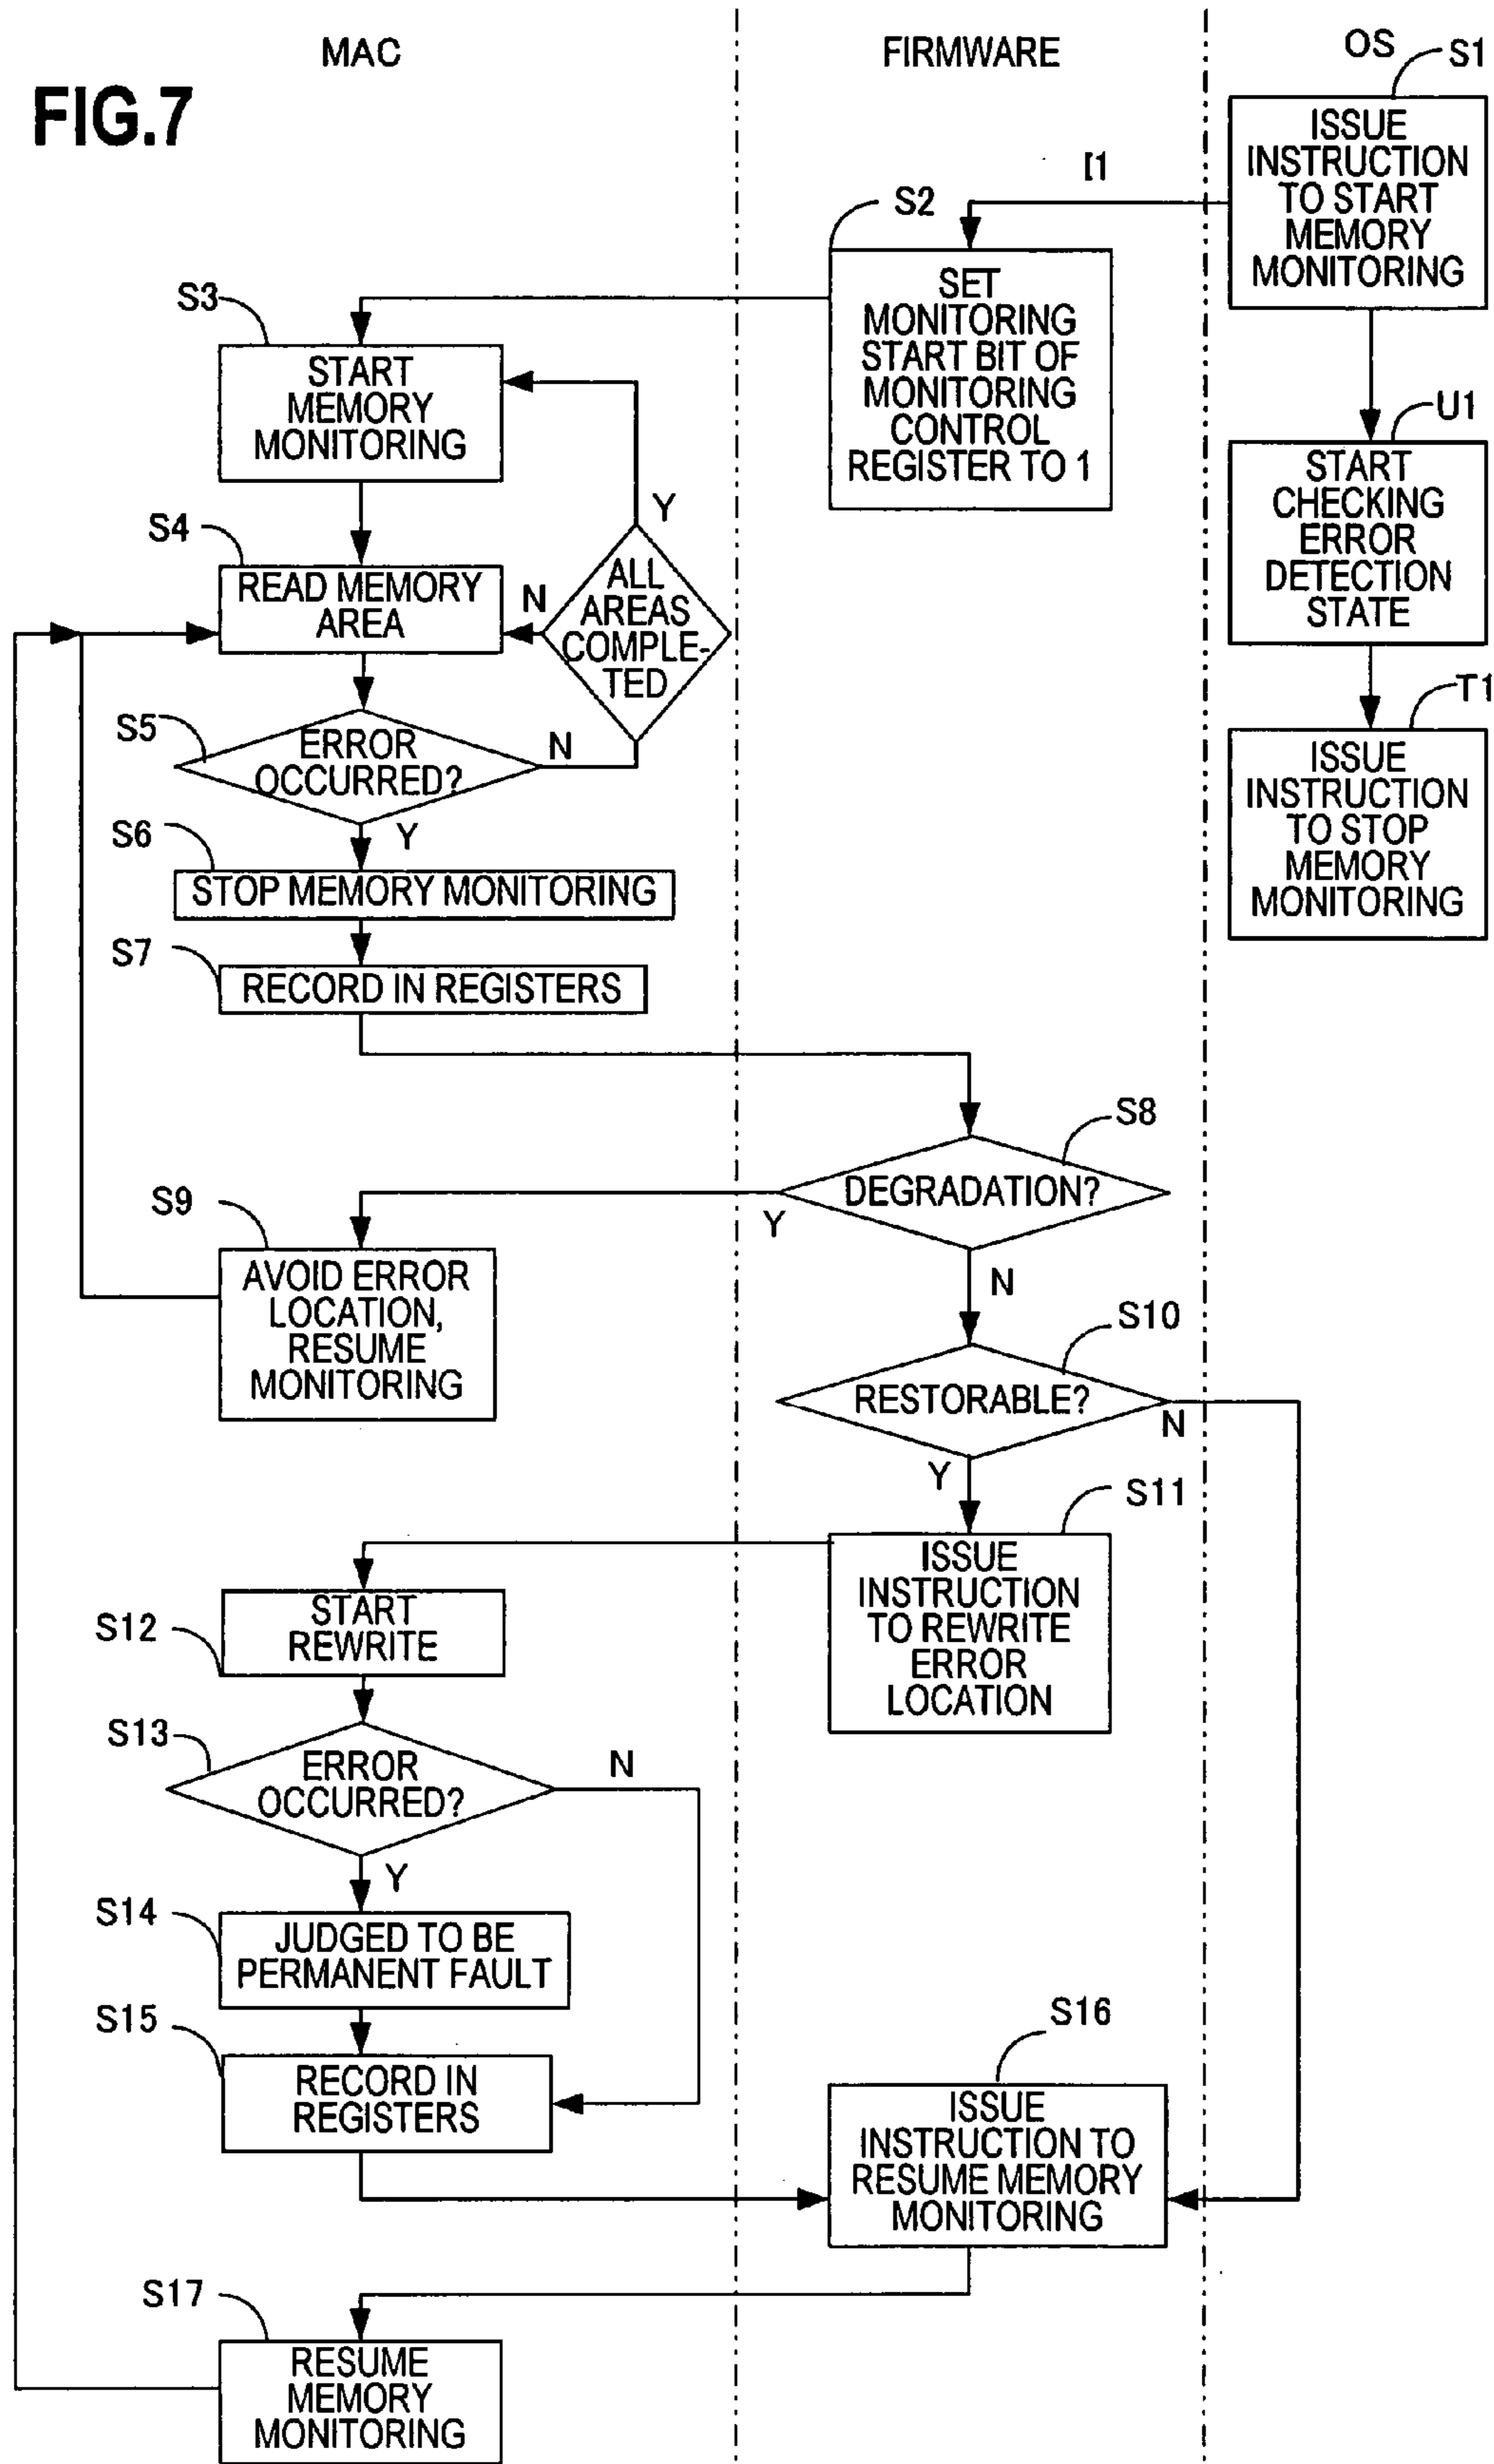 MAC
FIRMWARE
OS
FIG.7
S1
ISSUE
INSTRUCTION
TO START
MEMORY
MONITORING
I1
S2
SET
MONITORING
START BIT OF
MONITORING
CONTROL
REGISTER TO 1
S3
START
MEMORY
MONITORING
U1
START
CHECKING
ERROR
DETECTION
STATE
Y
S4
READ MEMORY
AREA
N
ALL
AREAS
COMPLE-
TED
T1
ISSUE
INSTRUCTION
TO STOP
MEMORY
MONITORING
S5
ERROR
OCCURRED?
N
Y
S6
STOP MEMORY MONITORING
S7
RECORD IN REGISTERS
S8
DEGRADATION?
Y
N
S9
AVOID ERROR
LOCATION,
RESUME
MONITORING
S10
RESTORABLE?
N
Y
S11
ISSUE
INSTRUCTION
TO REWRITE
ERROR
LOCATION
S12
START
REWRITE
S13
ERROR
OCCURRED?
N
Y
S14
JUDGED TO BE
PERMANENT FAULT
S15
RECORD IN
REGISTERS
S16
ISSUE
INSTRUCTION TO
RESUME MEMORY
MONITORING
S17
RESUME
MEMORY
MONITORING